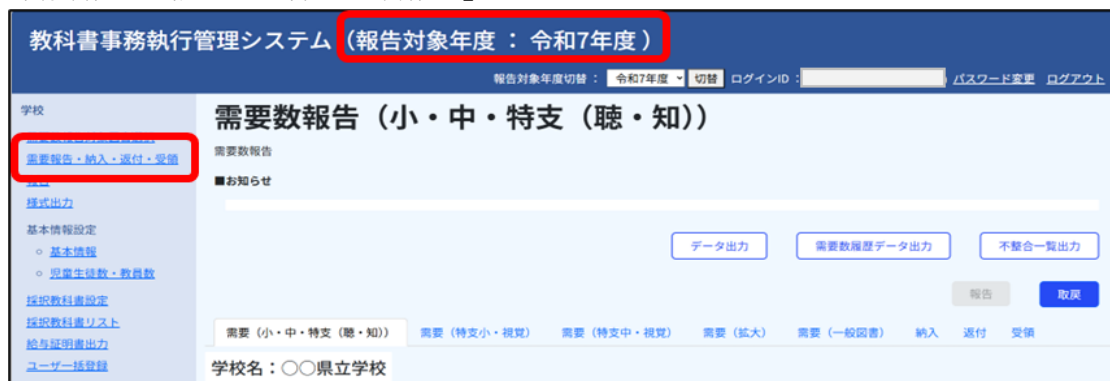 教科書事務執行管理システム（報告対象年度 ： 令和7年度 ）
報告対象年度切替 ： 令和7年度 切替 ログインID： パスワード変更 ログアウト
学校
需要報告・納入・返付・受領
様式出力
基本情報設定
○ 基本情報
○ 児童生徒数・教員数
採択教科書設定
採択教科書リスト
給与証明書出力
ユーザー括登録
需要数報告（小・中・特支（聴・知））
需要数報告
■お知らせ
データ出力 需要数履歴データ出力 不整合一覧出力
報告 取戻
需要（小・中・特支（聴・知）） 需要（特支小・視覚） 需要（特支中・視覚） 需要（拡大） 需要（一般図書） 納入 返付 受領
学校名：○○県立学校